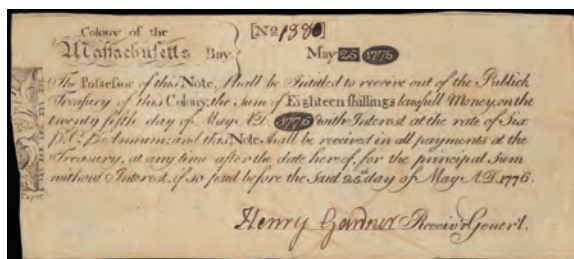 Colony of the [No 1880]
Massachusetts Bay. May 25 1775
The Possessor of this Note, shall be Intitled to receive out of the Publick
Treasury of this Colony, the Sum of Eighteen shillings lawfull Money, on the
twenty fifth day of May A.D. 1776 with Interest at the rate of Six
P. C. P. Annum; and this Note shall be received in all payments at the
Treasury, at any time after the date hereof, for the principal Sum
without Interest, if so paid before the Said 25th day of May A.D. 1776.
Henry Gardner Receiv'r Gener'l.